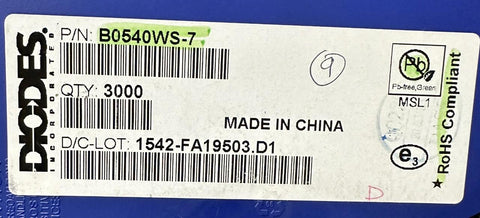 DIODES
INCORPORATED
P/N: B0540WS-7
QTY: 3000
MADE IN CHINA
D/C-LOT: 1542-FA19503.D1
9
Pb
Pb-free,Green
MSL1
e3
★RoHS Compliant
D